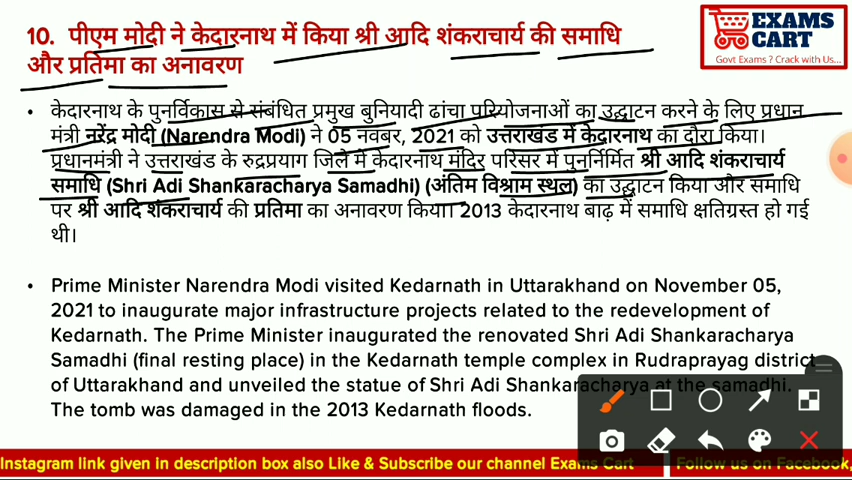 10. पीएम मोदी ने केदारनाथ में किया श्री आदि शंकराचार्य की समाधि
और प्रतिमा का अनावरण
EXAMS
CART
Govt Exams ? Crack with Us...
• केदारनाथ के पुनर्विकास से संबंधित प्रमुख बुनियादी ढांचा परियोजनाओं का उद्घाटन करने के लिए प्रधान
मंत्री नरेंद्र मोदी (Narendra Modi) ने 05 नवंबर, 2021 को उत्तराखंड में केदारनाथ का दौरा किया।
प्रधानमंत्री ने उत्तराखंड के रुद्रप्रयाग जिले में केदारनाथ मंदिर परिसर में पुनर्निर्मित श्री आदि शंकराचार्य
समाधि (Shri Adi Shankaracharya Samadhi) (अंतिम विश्राम स्थल) का उद्घाटन किया और समाधि
पर श्री आदि शंकराचार्य की प्रतिमा का अनावरण किया। 2013 केदारनाथ बाढ़ में समाधि क्षतिग्रस्त हो गई
थी।
• Prime Minister Narendra Modi visited Kedarnath in Uttarakhand on November 05,
2021 to inaugurate major infrastructure projects related to the redevelopment of
Kedarnath. The Prime Minister inaugurated the renovated Shri Adi Shankaracharya
Samadhi (final resting place) in the Kedarnath temple complex in Rudraprayag district
of Uttarakhand and unveiled the statue of Shri Adi Shankaracharya at the samadhi.
The tomb was damaged in the 2013 Kedarnath floods.
Instagram link given in description box also Like & Subscribe our channel Exams Cart Follow us on Facebook,